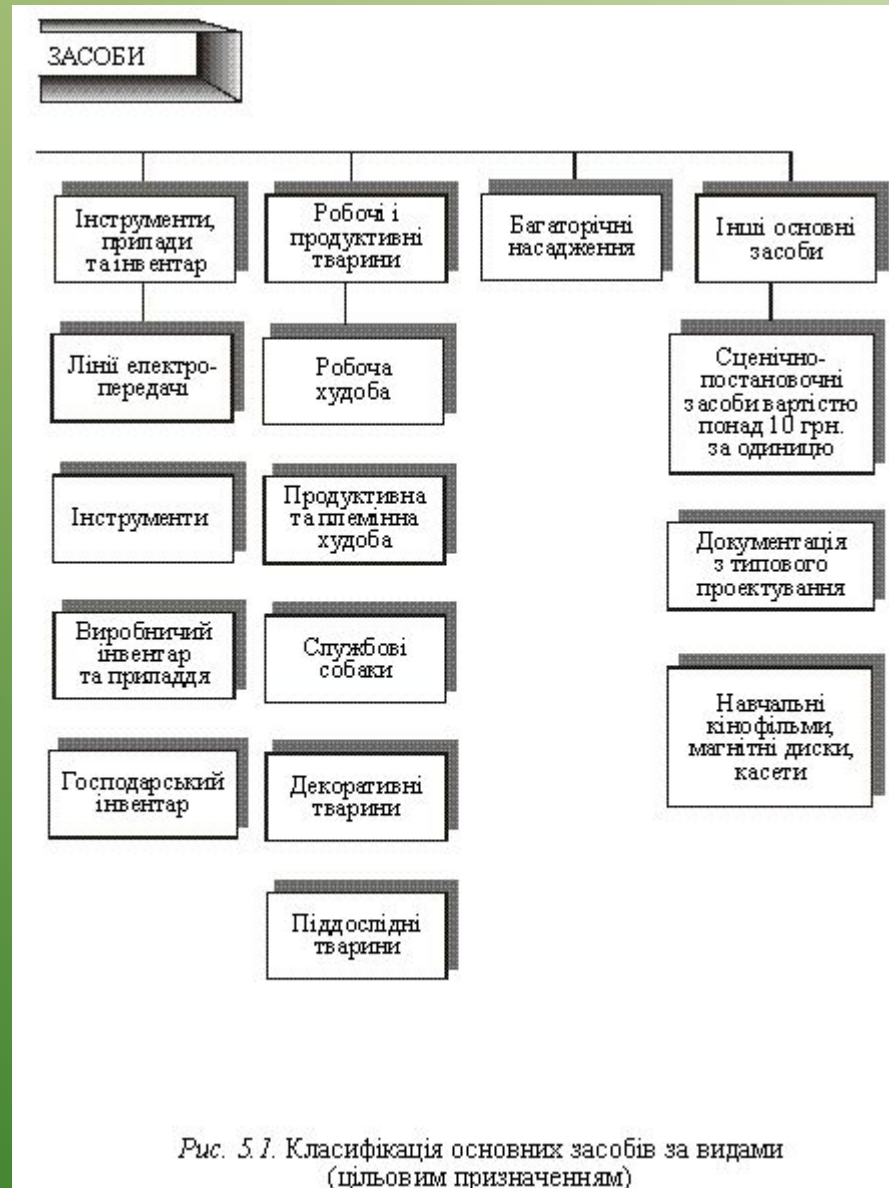 ЗАСОБИ
Інструменти,
прилади
та інвентар
Робочі і
продуктивні
тварини
Багаторічні
насадження
Інші основні
засоби
Лінії електро-
передачі
Робоча
худоба
Сценічно-
постановочні
засоби вартістю
понад 10 грн.
за одиницю
Інструменти
Продуктивна
та племінна
худоба
Документація
з типового
проектування
Виробничий
інвентар
та приладдя
Службові
собаки
Навчальні
кінофільми,
магнітні диски,
касети
Господарський
інвентар
Декоративні
тварини
Піддослідні
тварини
Рис. 5.1. Класифікація основних засобів за видами
(цільовим призначенням)